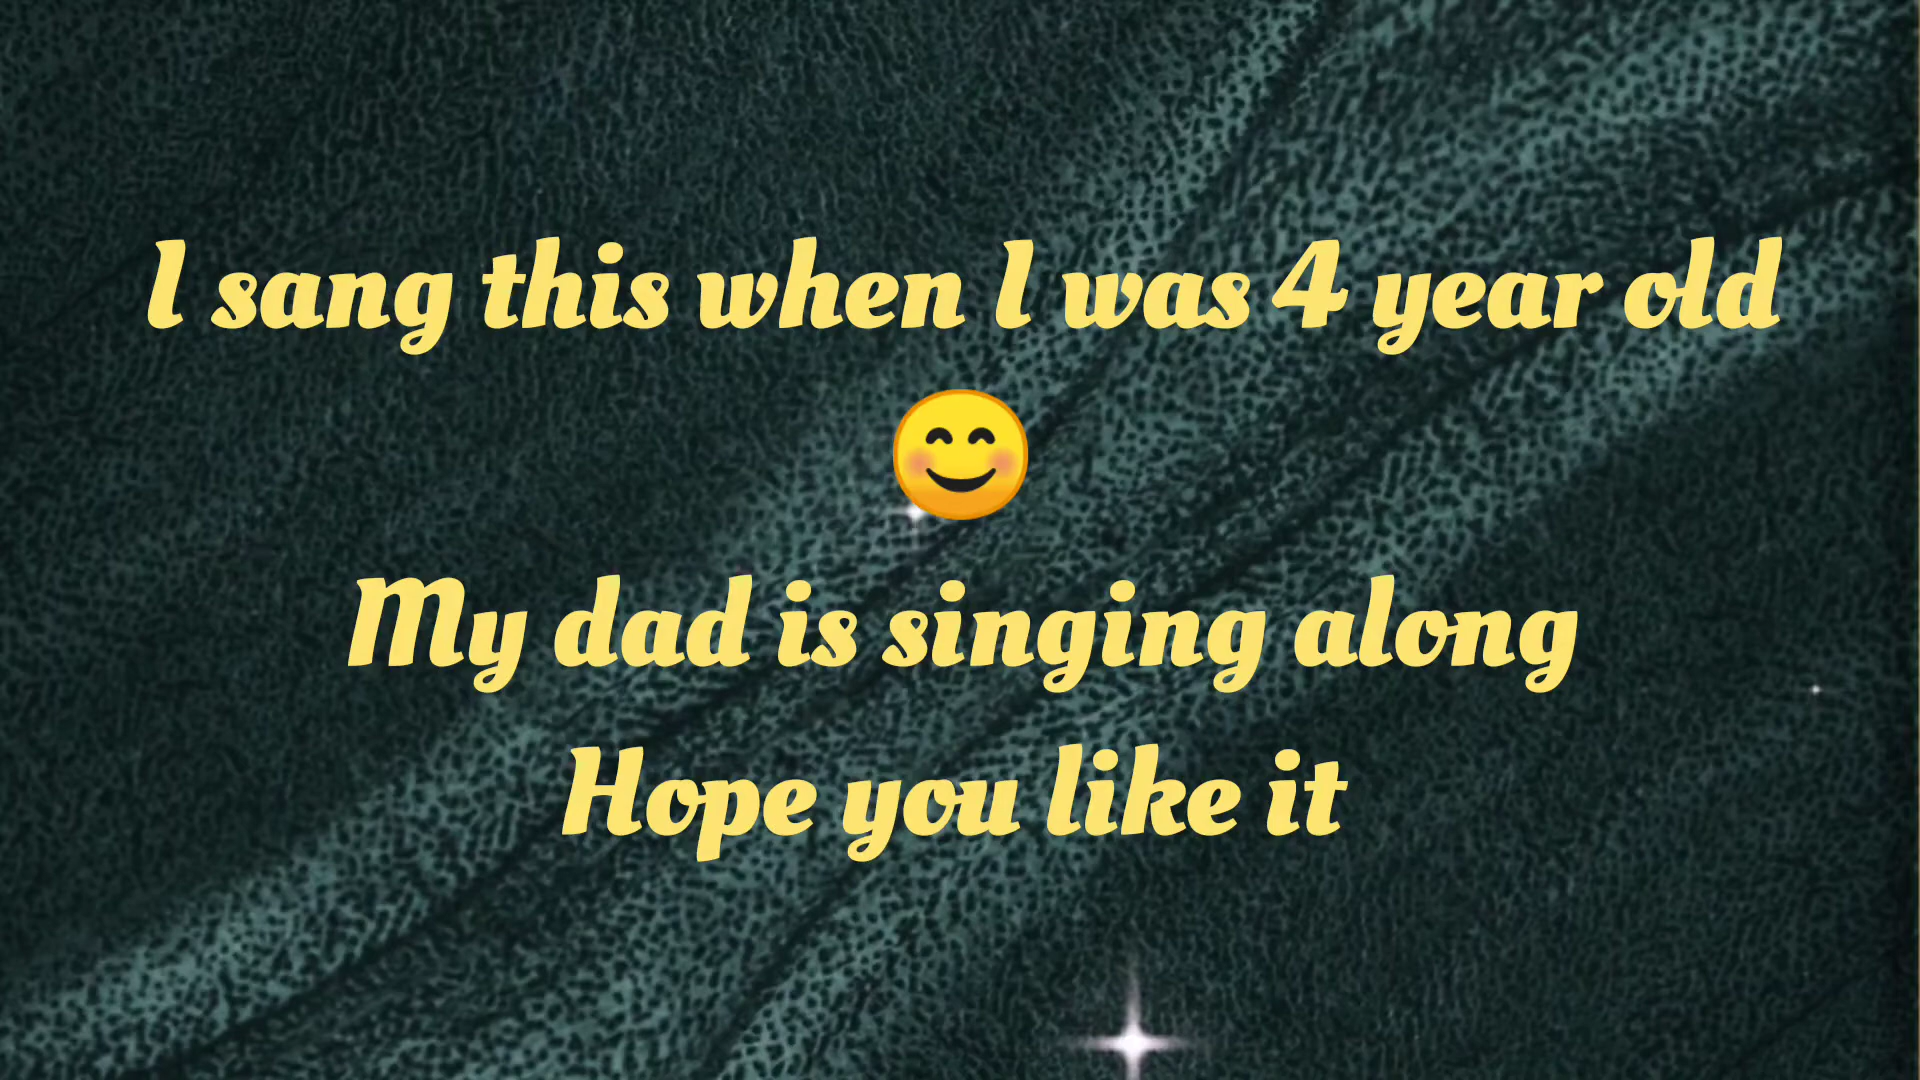 I sang this when I was 4 year old
😊
My dad is singing along
Hope you like it